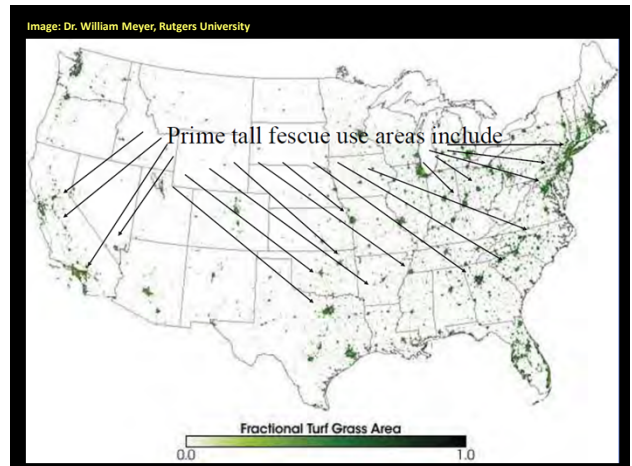 Image: Dr. William Meyer, Rutgers University
Prime tall fescue use areas include
Fractional Turf Grass Area
0.0 1.0